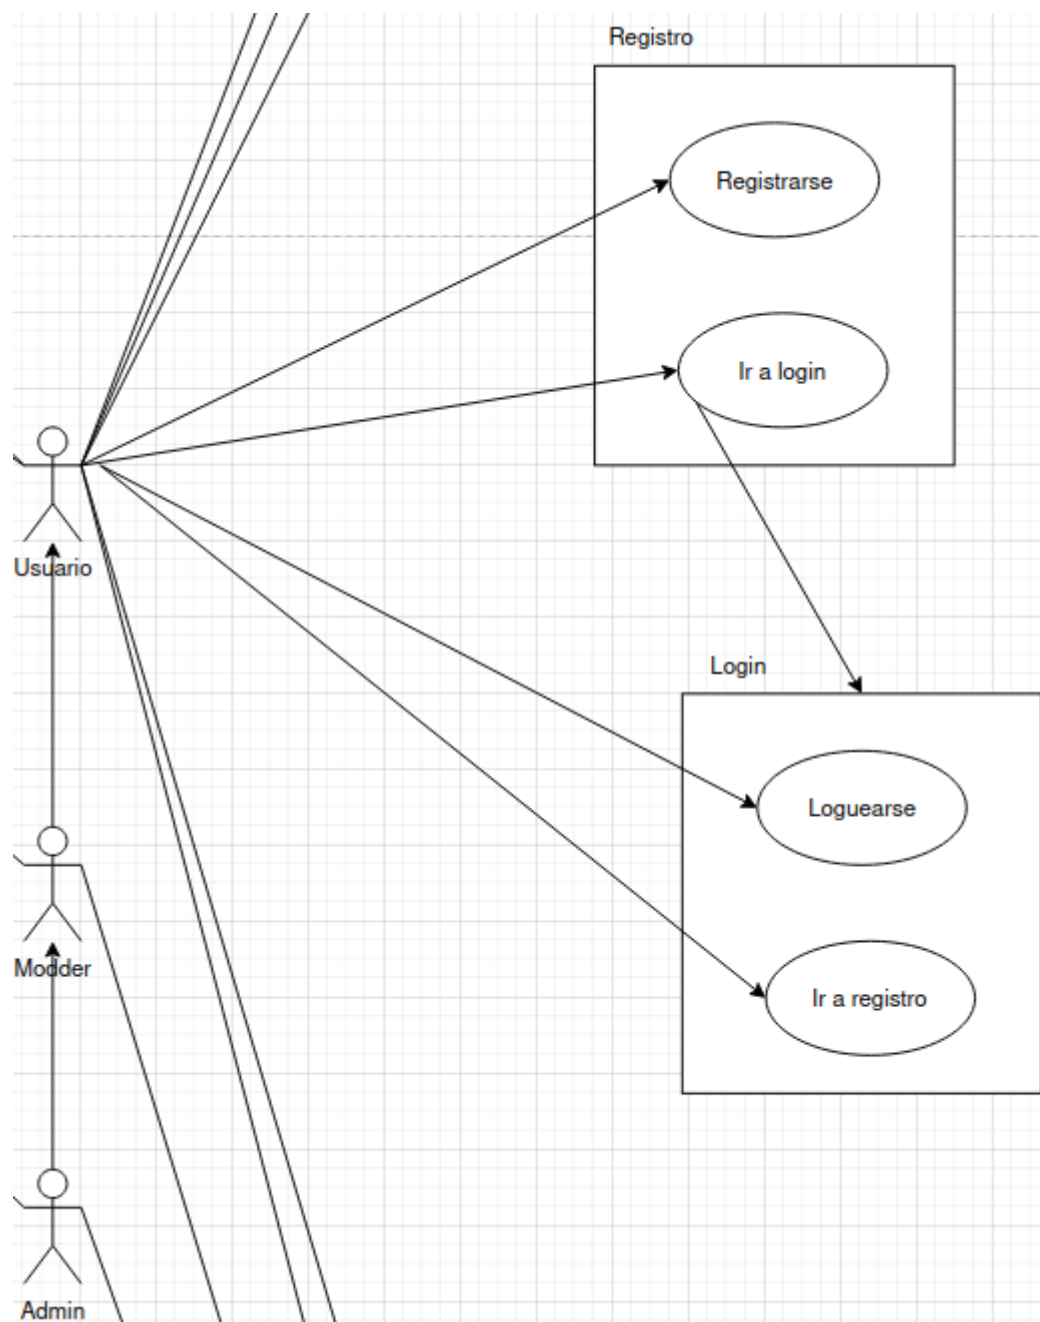 Registro
Registrarse
Ir a login
Usuario
Login
Loguearse
Modder
Ir a registro
Admin